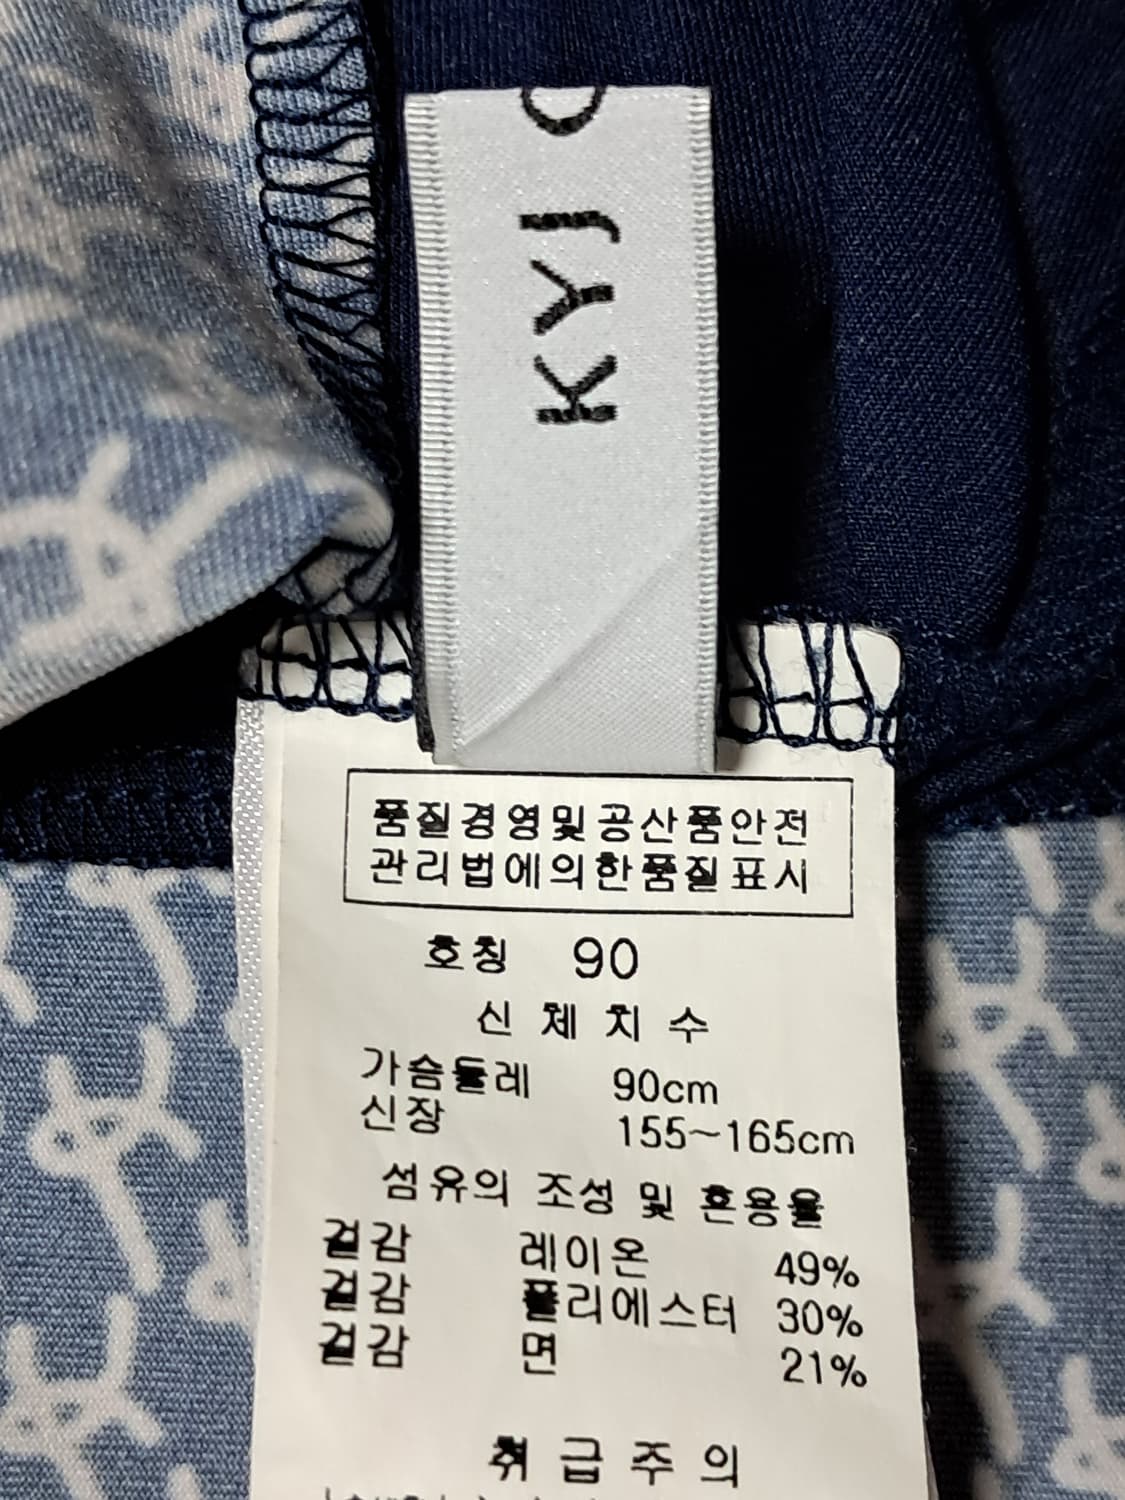 KYJ
품질경영및공산품안전
관리법에의한품질표시
호칭 90
신체치수
가슴둘레 90cm
신장 155~165cm
섬유의 조성 및 혼용율
겉감 레이온 49%
겉감 폴리에스터 30%
겉감 면 21%
취급주의